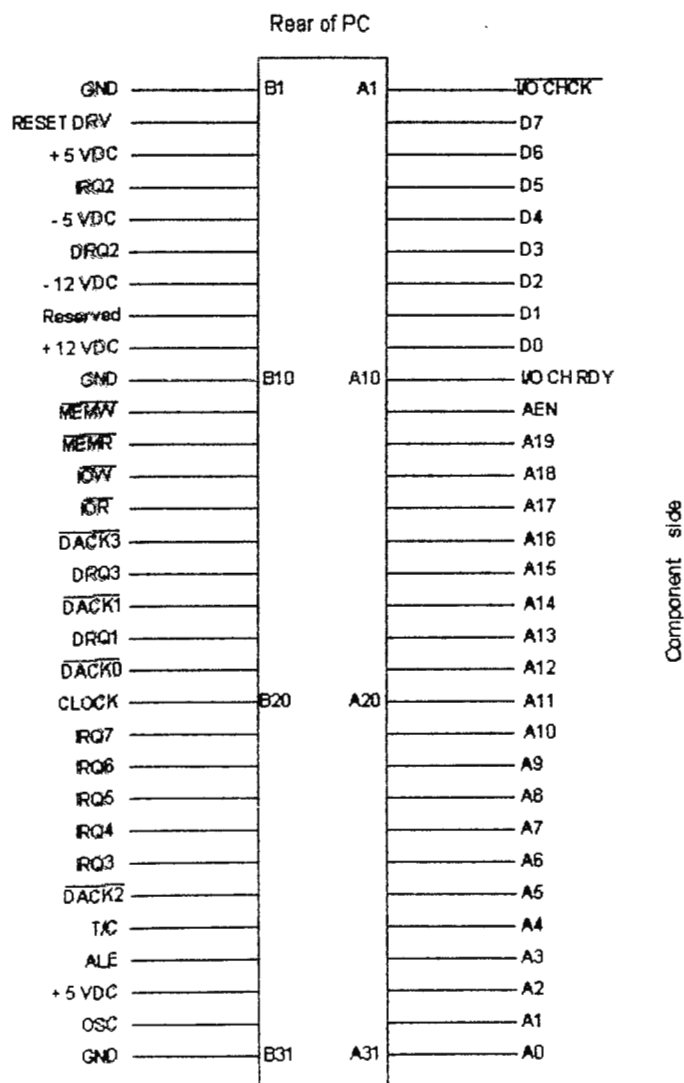 Rear of PC
GND B1 A1 I/O CHCK
RESET DRV D7
+ 5 VDC D6
IRQ2 D5
- 5 VDC D4
DRQ2 D3
- 12 VDC D2
Reserved D1
+ 12 VDC D0
GND B10 A10 I/O CH RDY
MEMW AEN
MEMR A19
IOW A18
IOR A17
DACK3 A16
DRQ3 A15
DACK1 A14
DRQ1 A13
DACK0 A12
CLOCK B20 A20 A11
IRQ7 A10
IRQ6 A9
IRQ5 A8
IRQ4 A7
IRQ3 A6
DACK2 A5
T/C A4
ALE A3
+ 5 VDC A2
OSC A1
GND B31 A31 A0
Component side